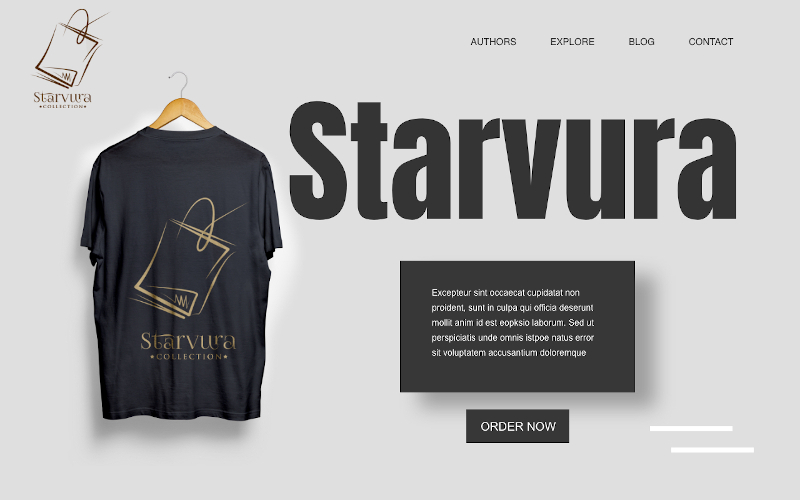 Starvura
COLLECTION
AUTHORS EXPLORE BLOG CONTACT
Starvura
NM
Starvura
COLLECTION
Excepteur sint occaecat cupidatat non
proident, sunt in culpa qui officia deserunt
mollit anim id est eopksio laborum. Sed ut
perspiciatis unde omnis istpoe natus error
sit voluptatem accusantium doloremque
ORDER NOW